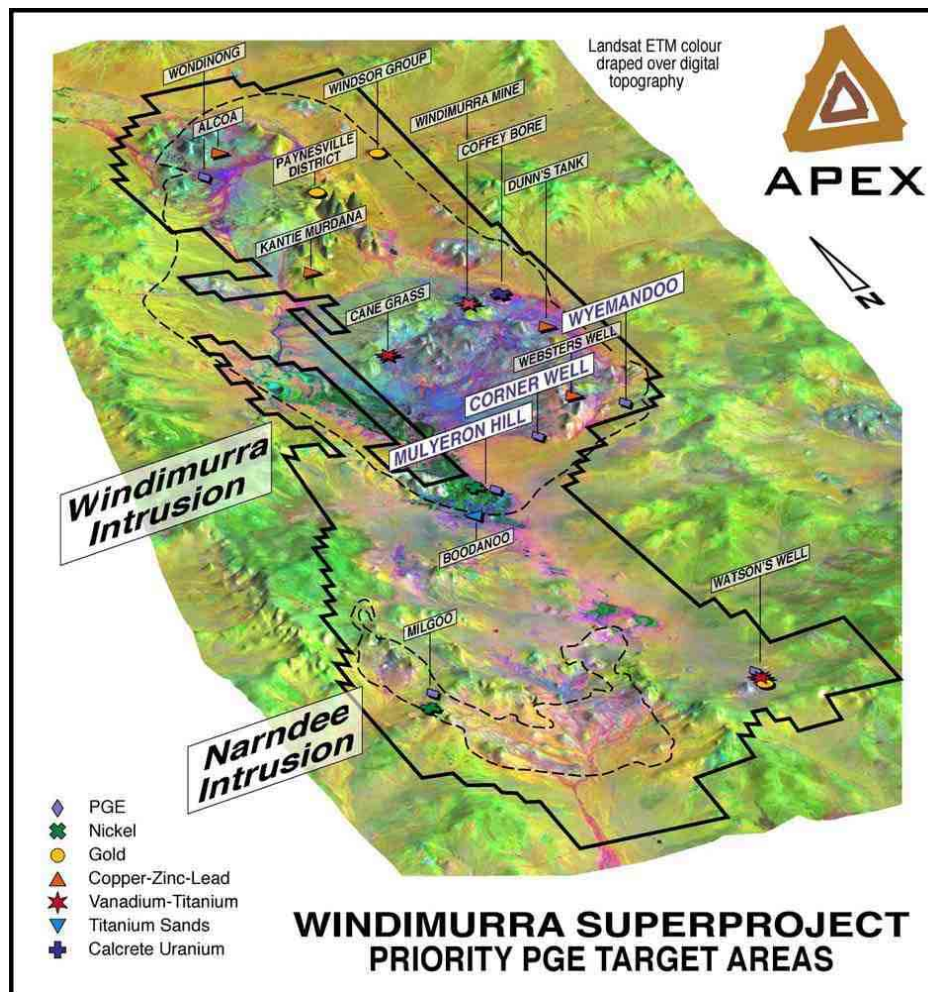 Landsat ETM colour
draped over digital
topography
APEX
N
WONDINONG
ALCOA
WINDSOR GROUP
PAYNESVILLE
DISTRICT
WINDIMURRA MINE
COFFEY BORE
DUNN'S TANK
KANTIE MURDANA
CANE GRASS
WYEMANDOO
WEBSTERS WELL
CORNER WELL
MULYERON HILL
Windimurra
Intrusion
BOODANOO
WATSON'S WELL
MILGOO
Narndee
Intrusion
PGE
Nickel
Gold
Copper-Zinc-Lead
Vanadium-Titanium
Titanium Sands
Calcrete Uranium
WINDIMURRA SUPERPROJECT
PRIORITY PGE TARGET AREAS